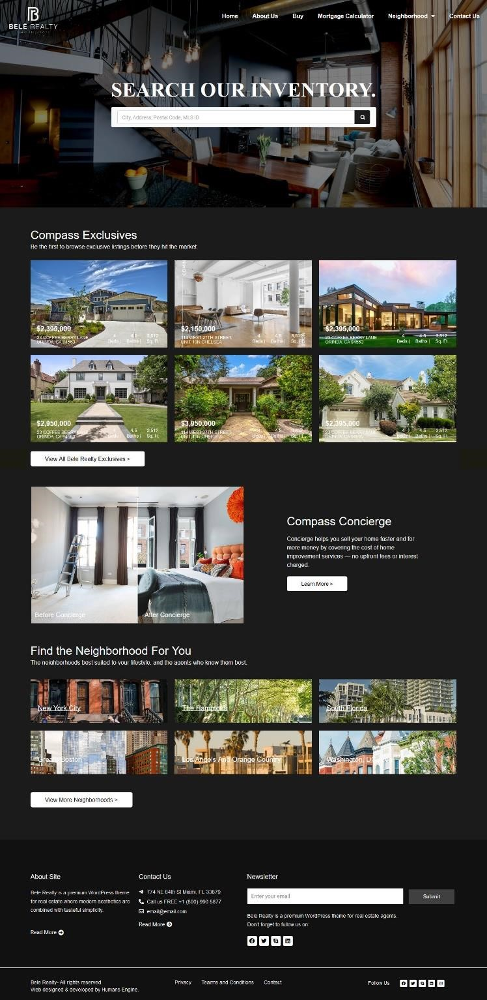 BELÉ REALTY
Home About Us Buy Mortgage Calculator Neighborhood Contact Us
SEARCH OUR INVENTORY.
City, Address, Postal Code, MLS ID
Compass Exclusives
Be the first to browse exclusive listings before they hit the market.
$2,395,000
23 COFFEE BERRY LANE
ORINDA, CA 94563
4 4.5 3,512
Beds | Baths | Sq. Ft
$2,150,000
114 WEST 27TH STREET,
UNIT 10N CHELSEA
4 4.5 3,512
Beds | Baths | Sq. Ft
$2,395,000
23 COFFEE BERRY LANE
ORINDA, CA 94563
4 4.5 3,512
Beds | Baths | Sq. Ft
$2,950,000
23 COFFEE BERRY LANE
ORINDA, CA 94563
4 4.5 3,512
Beds | Baths | Sq. Ft
$3,950,000
114 WEST 27TH STREET,
UNIT 10N CHELSEA
4 4.5 3,512
Beds | Baths | Sq. Ft
$2,395,000
23 COFFEE BERRY LANE
ORINDA, CA 94563
4 4.5 3,512
Beds | Baths | Sq. Ft
View All Bele Realty Exclusives >
Before Concierge
After Concierge
Compass Concierge
Concierge helps you sell your home faster and for
more money by covering the cost of home
improvement services — no upfront fees or interest
charged.
Learn More >
Find the Neighborhood For You
The neighborhoods best suited to your lifestyle, and the agents who know them best.
New York City
The Hamptons
South Florida
Greate Boston
Los Angels And Orange Country
Washington, DC
View More Neighborhoods >
About Site
Bele Realty is a premium WordPress theme
for real estate where modern aesthetics are
combined with tasteful simplicity.
Read More
Contact Us
774 NE 84th St Miami, FL 33879
Call us FREE +1 (800) 990 8877
email@email.com
Read More
Newsletter
Enter your email
Submit
Bele Realty is a premium WordPress theme for real estate agents.
Don't forget to follow us on:
Bele Realty- All rights reserved.
Web designed & developed by Humans Engine.
Privacy Tearms and Conditions Contact
Follow Us